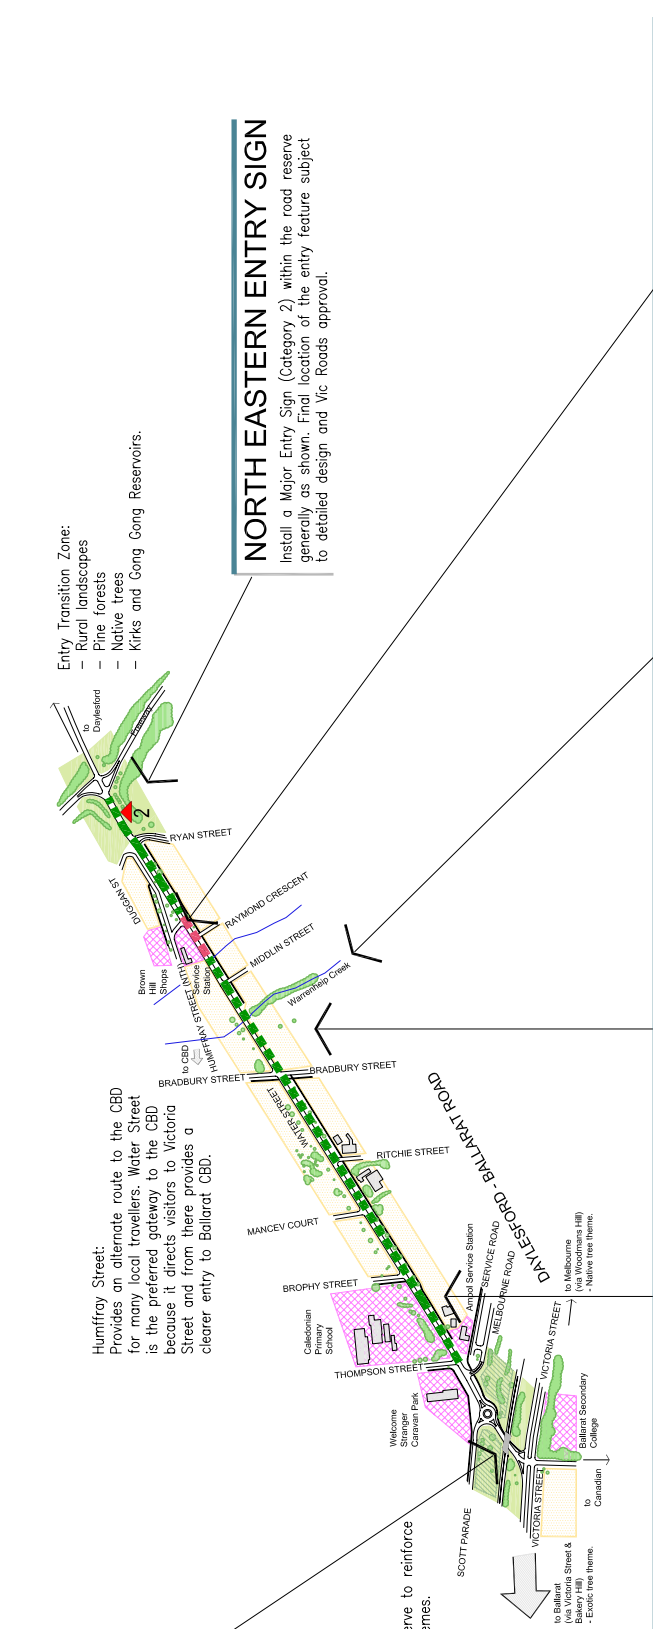 NORTH EASTERN ENTRY SIGN
Install a Major Entry Sign (Category 2) within the road reserve
generally as shown. Final location of the entry feature subject
to detailed design and Vic Roads approval.
Entry Transition Zone:
- Rural landscapes
- Pine forests
- Native trees
- Kirks and Gong Gong Reservoirs.
to
Daylesford
Freeway
2
RYAN STREET
DUGGAN ST
RAYMOND CRESCENT
MIDDLIN STREET
Brown
Hill
Shops
Service
Station
HUMFFRAY STREET (NTH)
Warrenheip Creek
to CBD
BRADBURY STREET
BRADBURY STREET
WATER STREET
RITCHIE STREET
MANCEV COURT
DAYLESFORD - BALLARAT ROAD
Humffray Street:
Provides an alternate route to the CBD
for many local travellers. Water Street
is the preferred gateway to the CBD
because it directs visitors to Victoria
Street and from there provides a
clearer entry to Ballarat CBD.
BROPHY STREET
Caledonian
Primary
School
THOMPSON STREET
Ampol Service Station
SERVICE ROAD
MELBOURNE ROAD
to Melbourne
(via Woodmans Hill)
- Native tree theme.
VICTORIA STREET
Welcome
Stranger
Caravan Park
Ballarat Secondary
College
SCOTT PARADE
VICTORIA STREET
to
Canadian
to Ballarat
(via Victoria Street &
Bakery Hill)
- Exotic tree theme.
erve to reinforce
emes.